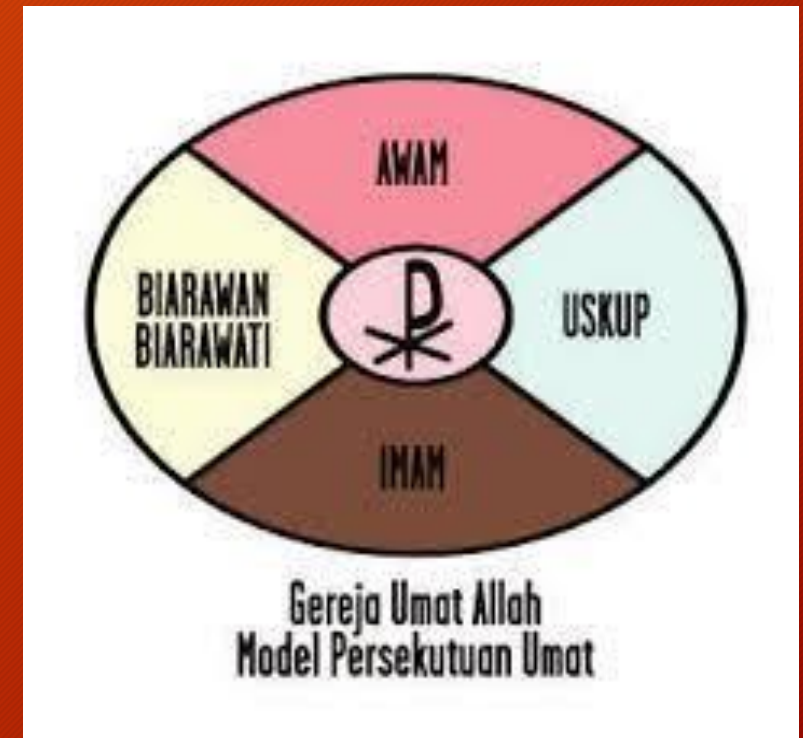 AWAM
BIARAWAN
BIARAWATI
USKUP
IMAM
Gereja Umat Allah
Model Persekutuan Umat